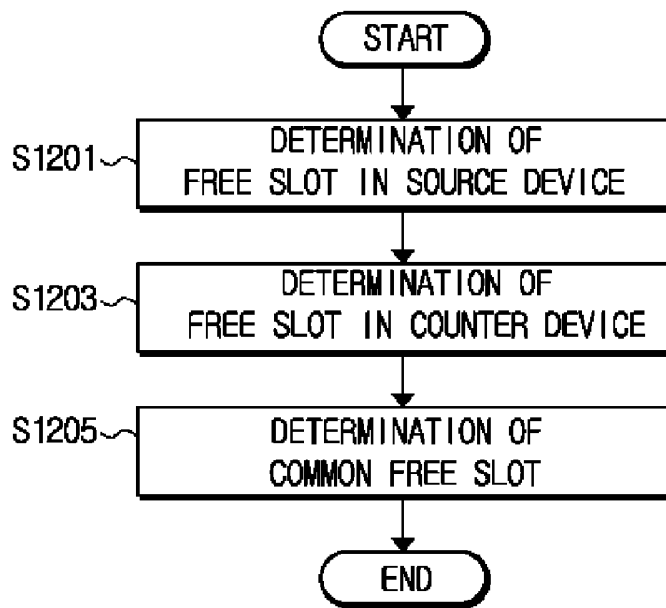 START
S1201
DETERMINATION OF
FREE SLOT IN SOURCE DEVICE
S1203
DETERMINATION OF
FREE SLOT IN COUNTER DEVICE
S1205
DETERMINATION OF
COMMON FREE SLOT
END